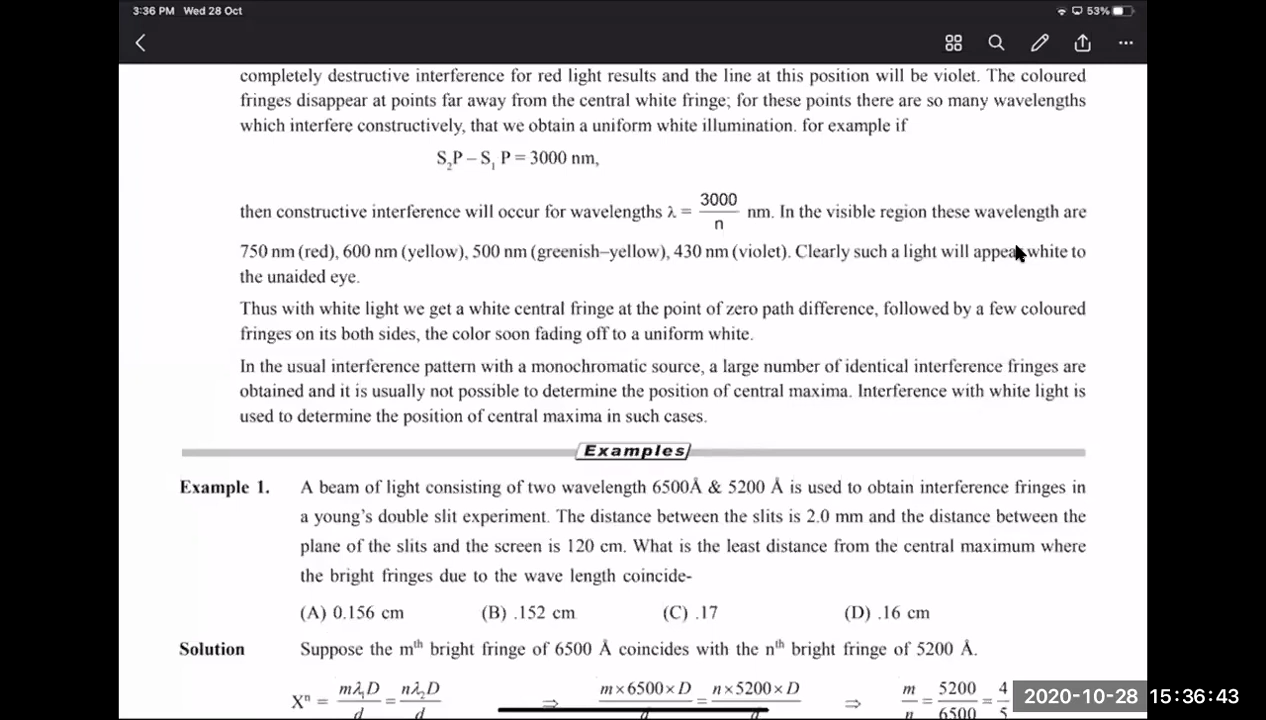 3:36 PM Wed 28 Oct
53%
completely destructive interference for red light results and the line at this position will be violet. The coloured
fringes disappear at points far away from the central white fringe; for these points there are so many wavelengths
which interfere constructively, that we obtain a uniform white illumination. for example if
S₂P – S₁ P = 3000 nm,
then constructive interference will occur for wavelengths λ = 3000/n nm. In the visible region these wavelength are
750 nm (red), 600 nm (yellow), 500 nm (greenish–yellow), 430 nm (violet). Clearly such a light will appear white to
the unaided eye.
Thus with white light we get a white central fringe at the point of zero path difference, followed by a few coloured
fringes on its both sides, the color soon fading off to a uniform white.
In the usual interference pattern with a monochromatic source, a large number of identical interference fringes are
obtained and it is usually not possible to determine the position of central maxima. Interference with white light is
used to determine the position of central maxima in such cases.
Examples
Example 1. A beam of light consisting of two wavelength 6500Å & 5200 Å is used to obtain interference fringes in
a young's double slit experiment. The distance between the slits is 2.0 mm and the distance between the
plane of the slits and the screen is 120 cm. What is the least distance from the central maximum where
the bright fringes due to the wave length coincide-
(A) 0.156 cm (B) .152 cm (C) .17 (D) .16 cm
Solution Suppose the mᵗʰ bright fringe of 6500 Å coincides with the nᵗʰ bright fringe of 5200 Å.
Xⁿ = mλ₁D/d = nλ₂D/d ⇒ m×6500×D/d = n×5200×D/d ⇒ m/n = 5200/6500 = 4/5
2020-10-28 15:36:43